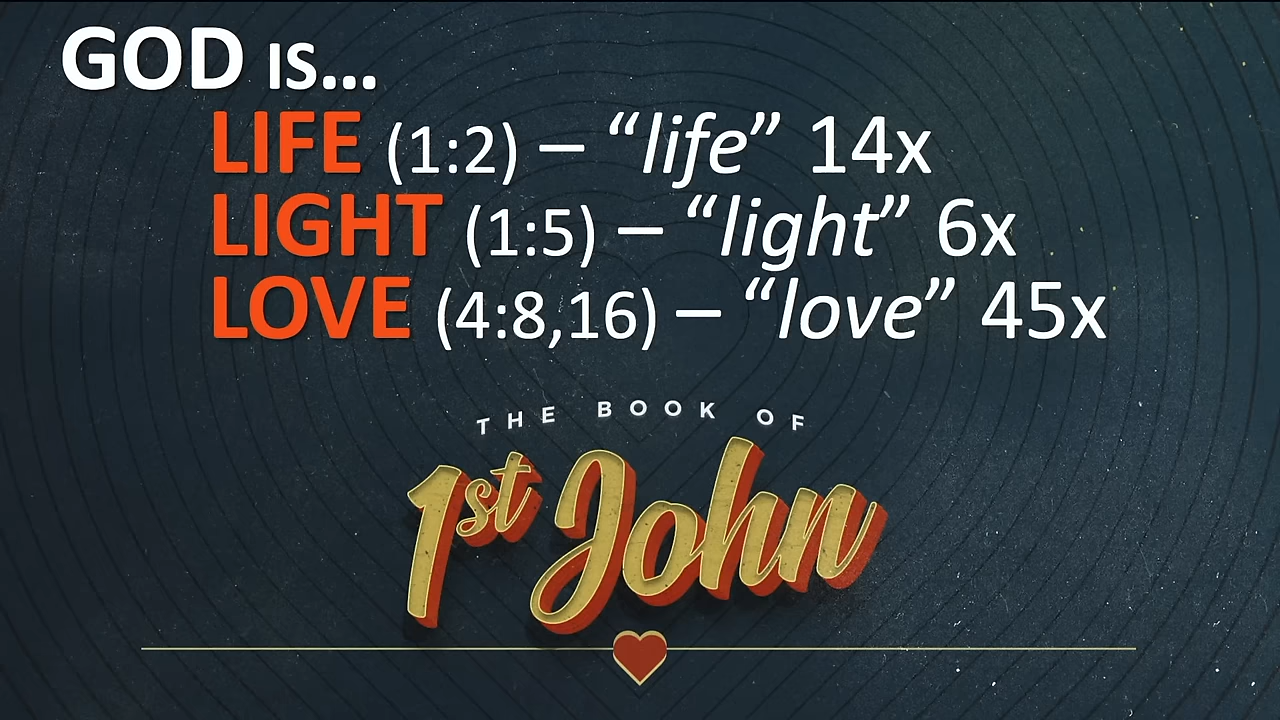 GOD IS...
LIFE (1:2) – “life” 14x
LIGHT (1:5) – “light” 6x
LOVE (4:8,16) – “love” 45x
THE BOOK OF
1st John